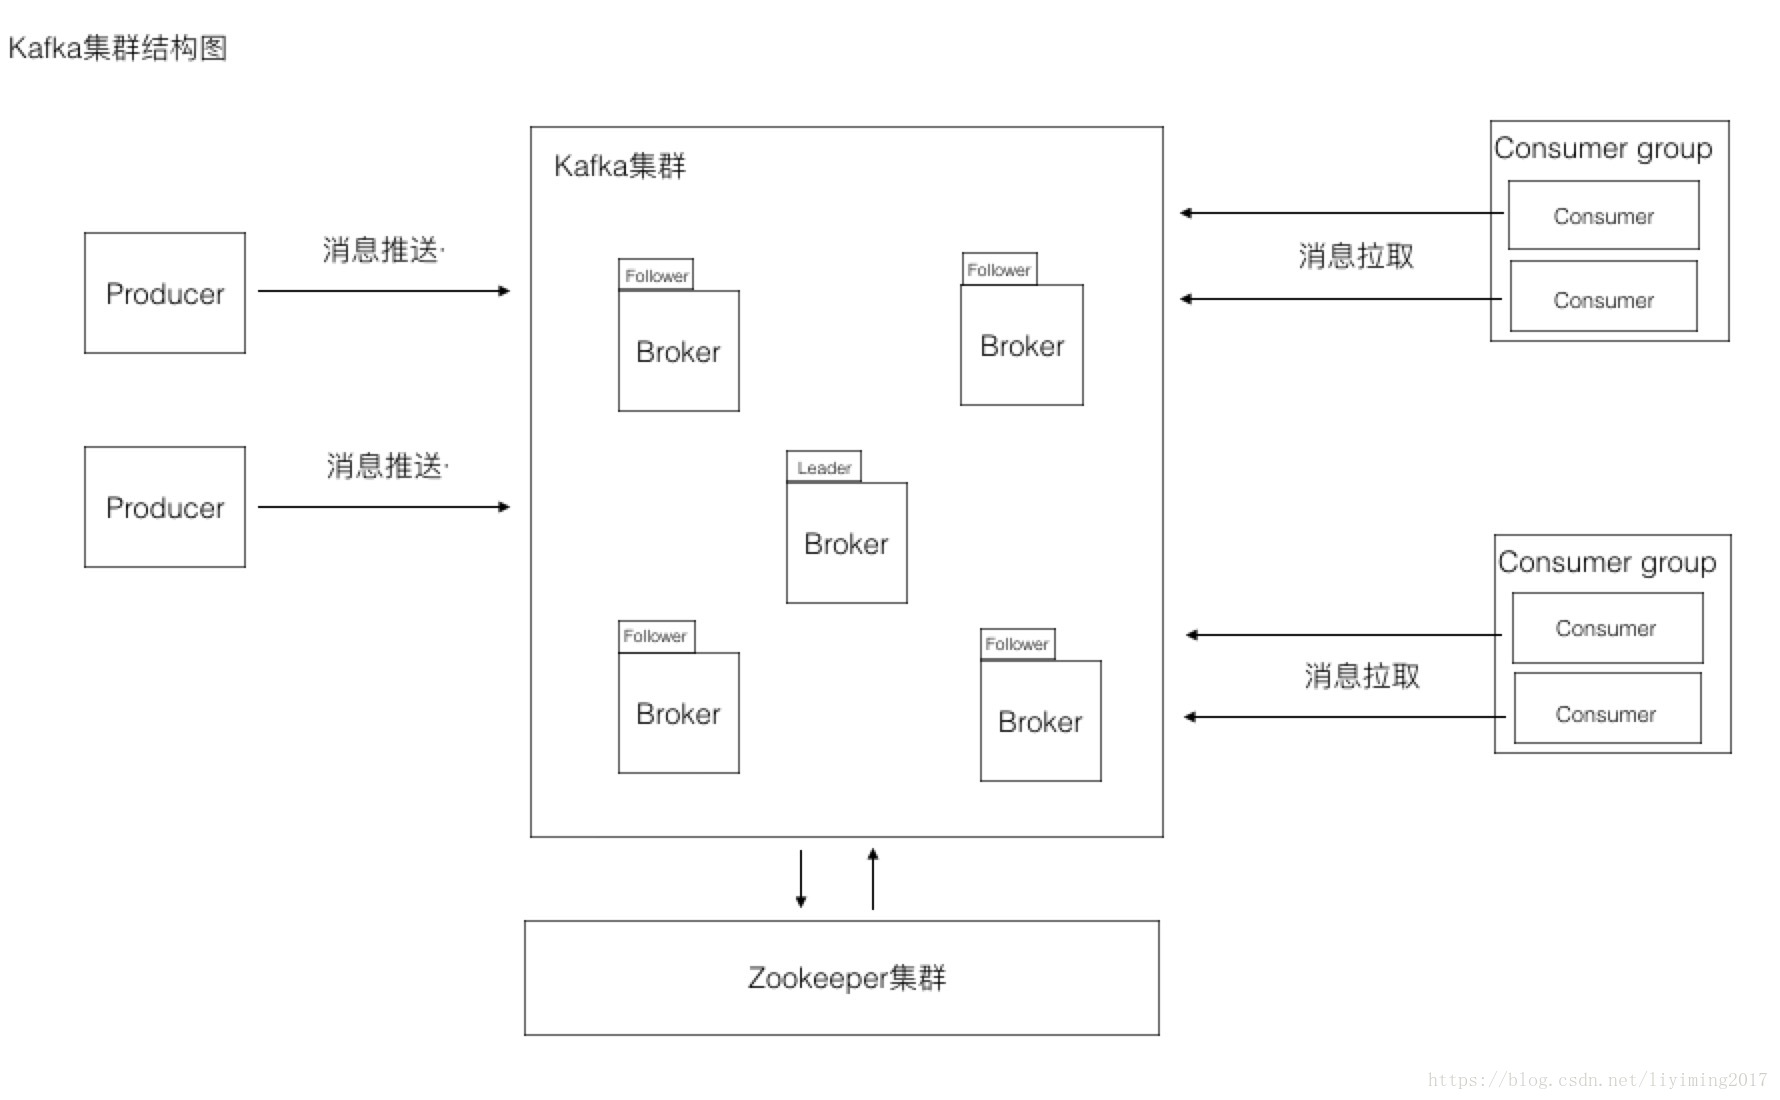 Kafka集群结构图
Kafka集群
Producer
消息推送·
Producer
消息推送·
Follower
Broker
Follower
Broker
Leader
Broker
Follower
Broker
Follower
Broker
Consumer group
Consumer
Consumer
消息拉取
Consumer group
Consumer
Consumer
消息拉取
Zookeeper集群
https://blog.csdn.net/liyiming2017